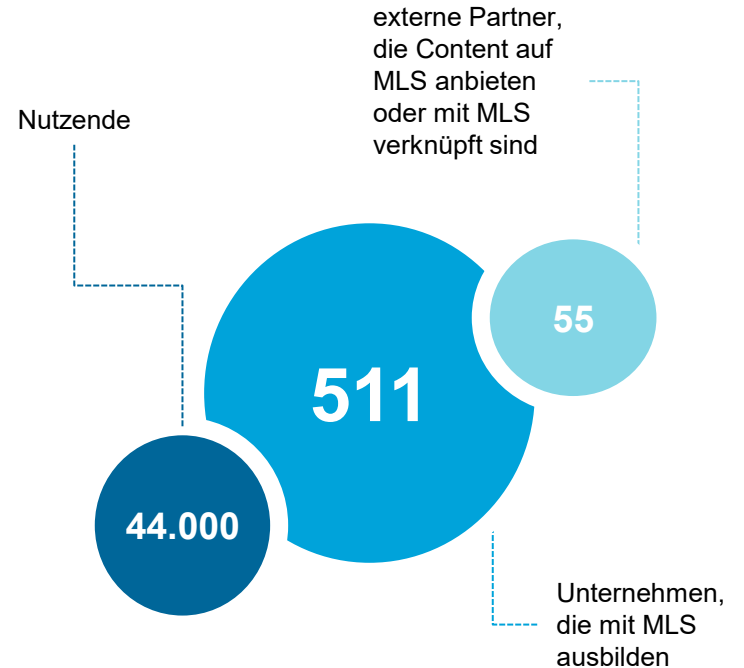 externe Partner,
die Content auf
MLS anbieten
oder mit MLS
verknüpft sind
Nutzende
55
511
44.000
Unternehmen,
die mit MLS
ausbilden